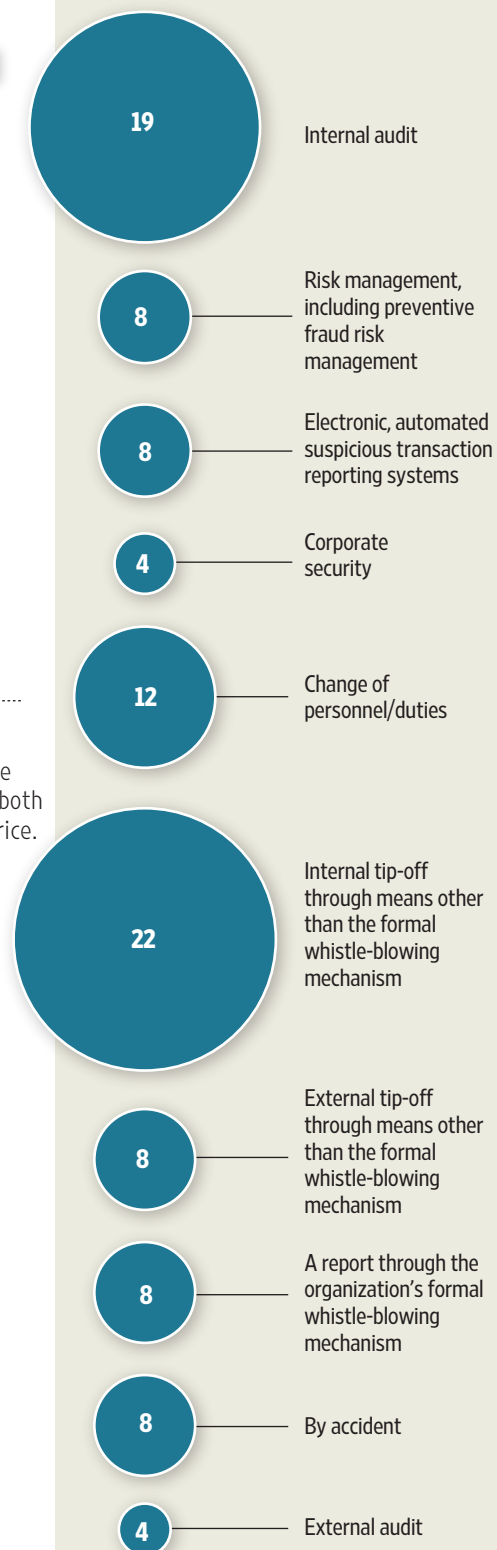 19
Internal audit
8
Risk management,
including preventive
fraud risk
management
8
Electronic, automated
suspicious transaction
reporting systems
4
Corporate
security
12
Change of
personnel/duties
both
22
Internal tip-off
through means other
than the formal
whistle-blowing
mechanism
8
External tip-off
through means other
than the formal
whistle-blowing
mechanism
8
A report through the
organization's formal
whistle-blowing
mechanism
8
By accident
4
External audit